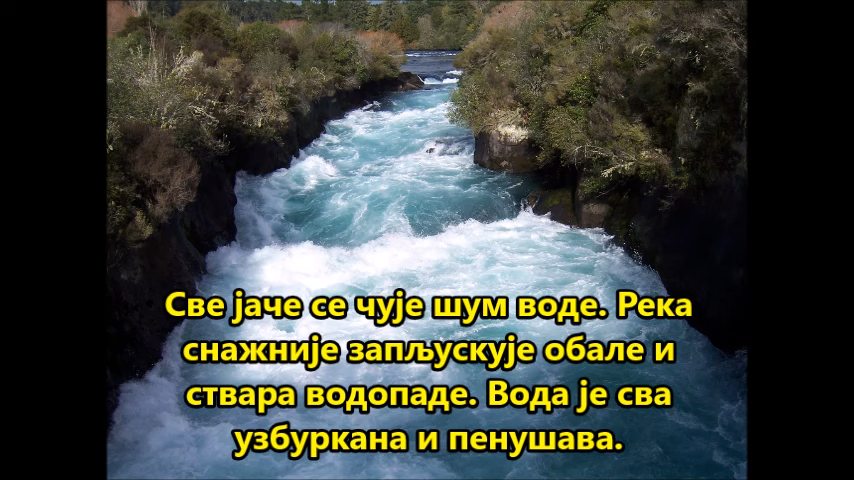 Све јаче се чује шум воде. Река
снажније запљускује обале и
ствара водопаде. Вода је сва
узбуркана и пенушава.